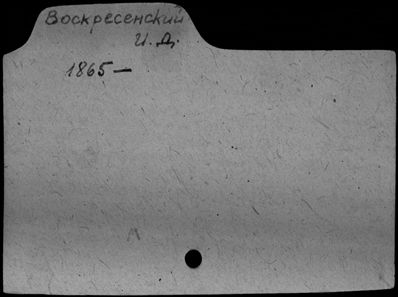 Воскресенский
И. Д.
1865 —